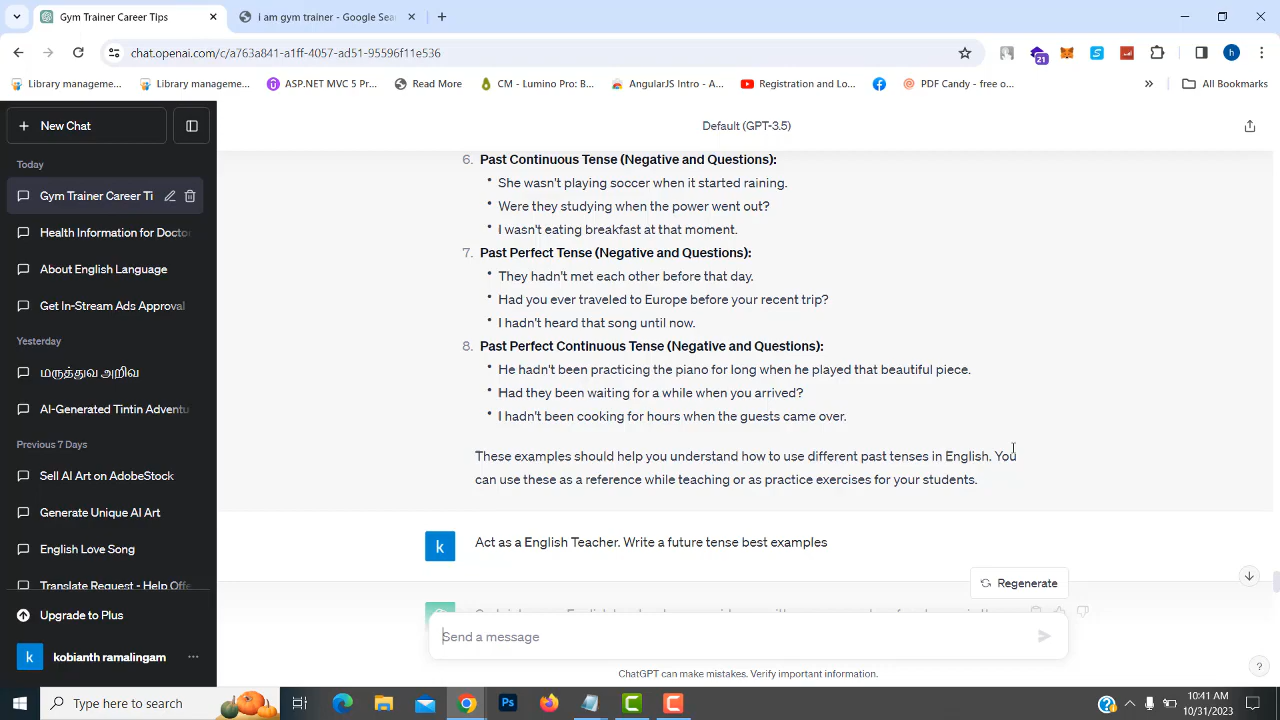 Gym Trainer Career Tips
I am gym trainer - Google Sea
chat.openai.com/c/a763a841-a1ff-4057-ad51-95596f11e536
21
h
Library manageme...
Library manageme...
ASP.NET MVC 5 Pr...
Read More
CM - Lumino Pro: B...
AngularJS Intro - A...
Registration and Lo...
PDF Candy - free o...
»
All Bookmarks
+ New Chat
Today
Gym Trainer Career Ti
Health Information for Docto
About English Language
Get In-Stream Ads Approval
Yesterday
மருத்துவ அறிவு
AI-Generated Tintin Adventu
Previous 7 Days
Sell AI Art on AdobeStock
Generate Unique AI Art
English Love Song
Translate Request - Help Offe
Upgrade to Plus
k kobianth ramalingam ...
Default (GPT-3.5)
6. Past Continuous Tense (Negative and Questions):
• She wasn't playing soccer when it started raining.
• Were they studying when the power went out?
• I wasn't eating breakfast at that moment.
7. Past Perfect Tense (Negative and Questions):
• They hadn't met each other before that day.
• Had you ever traveled to Europe before your recent trip?
• I hadn't heard that song until now.
8. Past Perfect Continuous Tense (Negative and Questions):
• He hadn't been practicing the piano for long when he played that beautiful piece.
• Had they been waiting for a while when you arrived?
• I hadn't been cooking for hours when the guests came over.
These examples should help you understand how to use different past tenses in English. You
can use these as a reference while teaching or as practice exercises for your students.
k Act as a English Teacher. Write a future tense best examples
Regenerate
Send a message
ChatGPT can make mistakes. Verify important information.
?
Type here to search
Ps
C
C
10:41 AM
10/31/2023